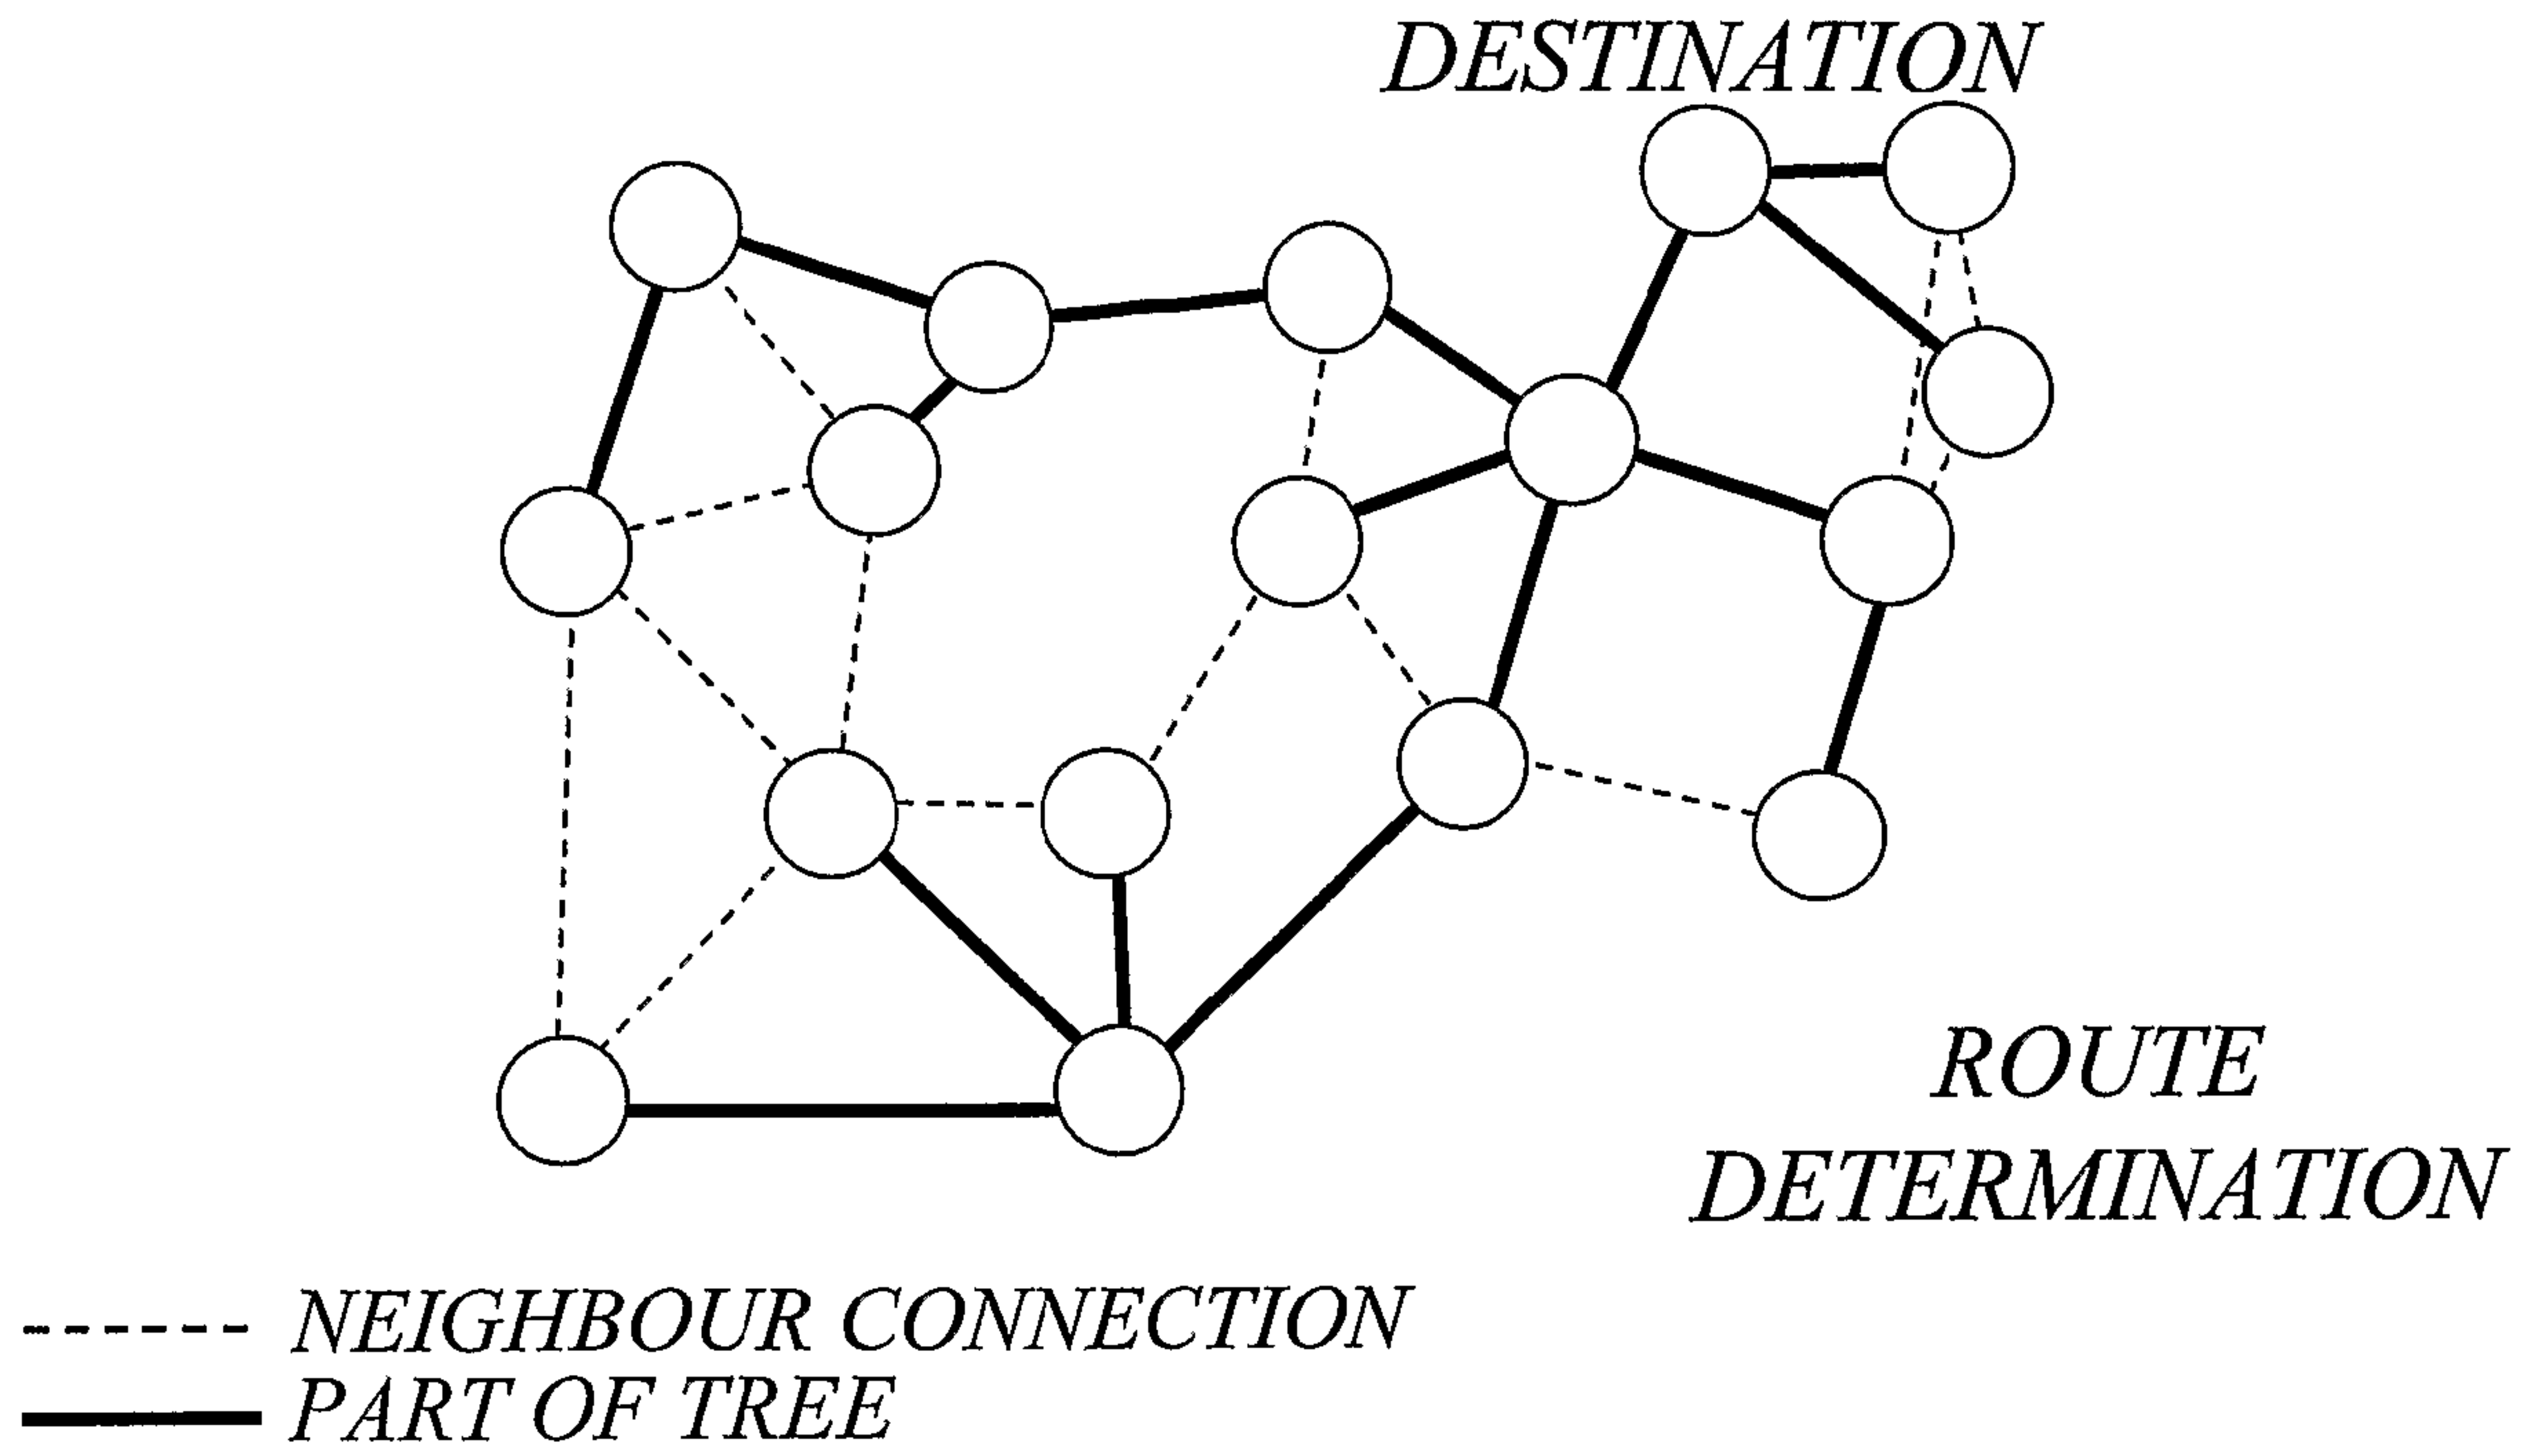 DESTINATION
ROUTE
DETERMINATION
NEIGHBOUR CONNECTION
PART OF TREE